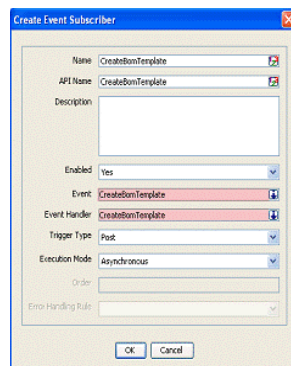 Create Event Subscriber
Name CreateBomTemplate
API Name CreateBomTemplate
Description
Enabled Yes
Event CreateBomTemplate
Event Handler CreateBomTemplate
Trigger Type Post
Execution Mode Asynchronous
Order
Error Handling Rule
OK Cancel